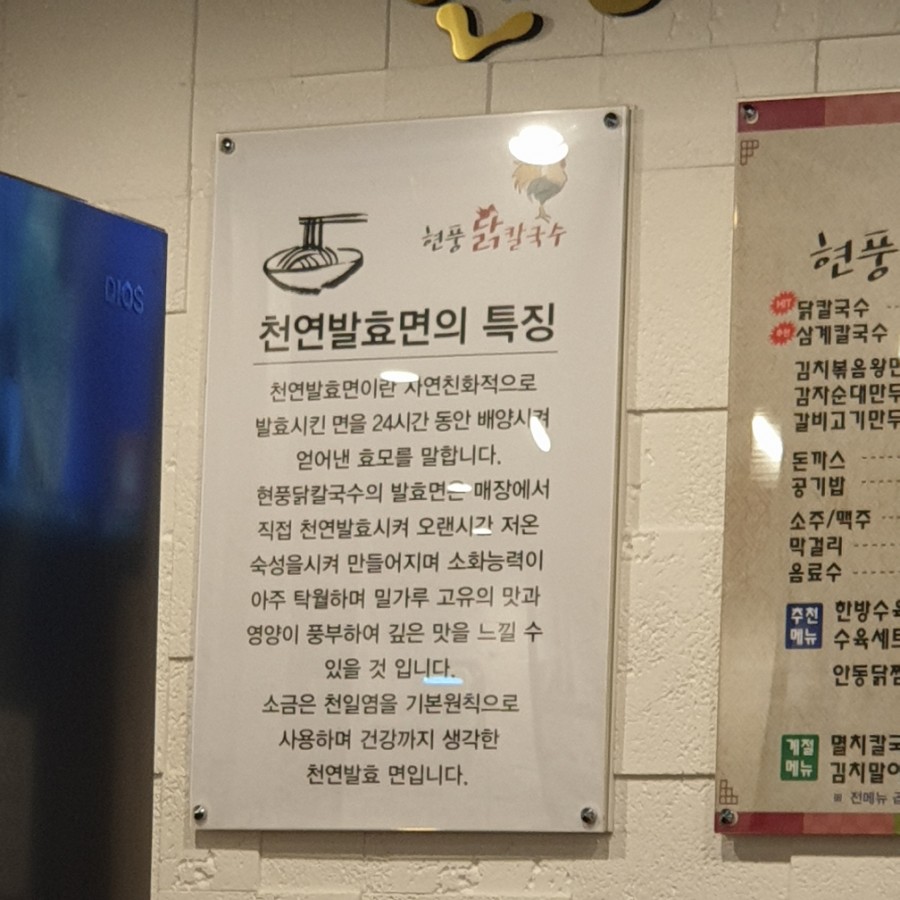 DIOS
현풍 닭칼국수
천연발효면의 특징
천연발효면이란 자연친화적으로
발효시킨 면을 24시간 동안 배양시켜
얻어낸 효모를 말합니다.
현풍닭칼국수의 발효면은 매장에서
직접 천연발효시켜 오랜시간 저온
숙성을시켜 만들어지며 소화능력이
아주 탁월하며 밀가루 고유의 맛과
영양이 풍부하여 깊은 맛을 느낄 수
있을 것 입니다.
소금은 천일염을 기본원칙으로
사용하며 건강까지 생각한
천연발효 면입니다.
현풍
HIT 닭칼국수
삼계칼국수
김치볶음왕만
감자순대만두
갈비고기만두
돈까스
공기밥
소주/맥주
막걸리
음료수
추천메뉴
한방수육
수육세트
안동닭찜
계절메뉴
멸치칼국
김치말이
※ 전메뉴